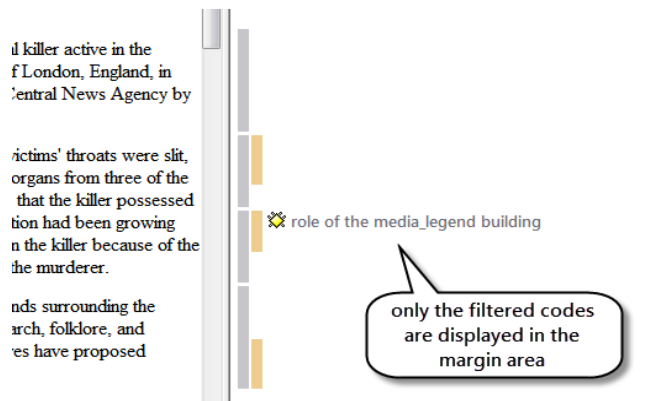 l killer active in the
f London, England, in
Central News Agency by
victims' throats were slit,
organs from three of the
that the killer possessed
tion had been growing
n the killer because of the
the murderer.
nds surrounding the
arch, folklore, and
res have proposed
role of the media_legend building
only the filtered codes
are displayed in the
margin area